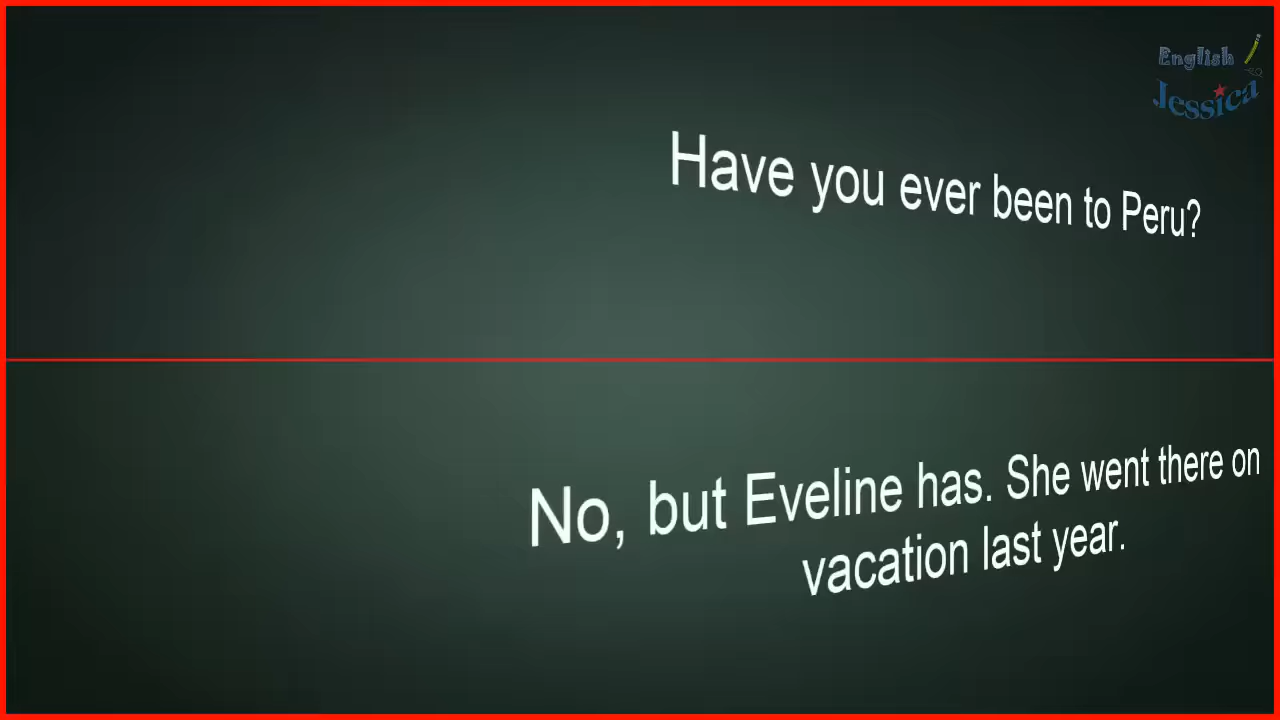 English
Jessica
Have you ever been to Peru?
No, but Eveline has. She went there on
vacation last year.